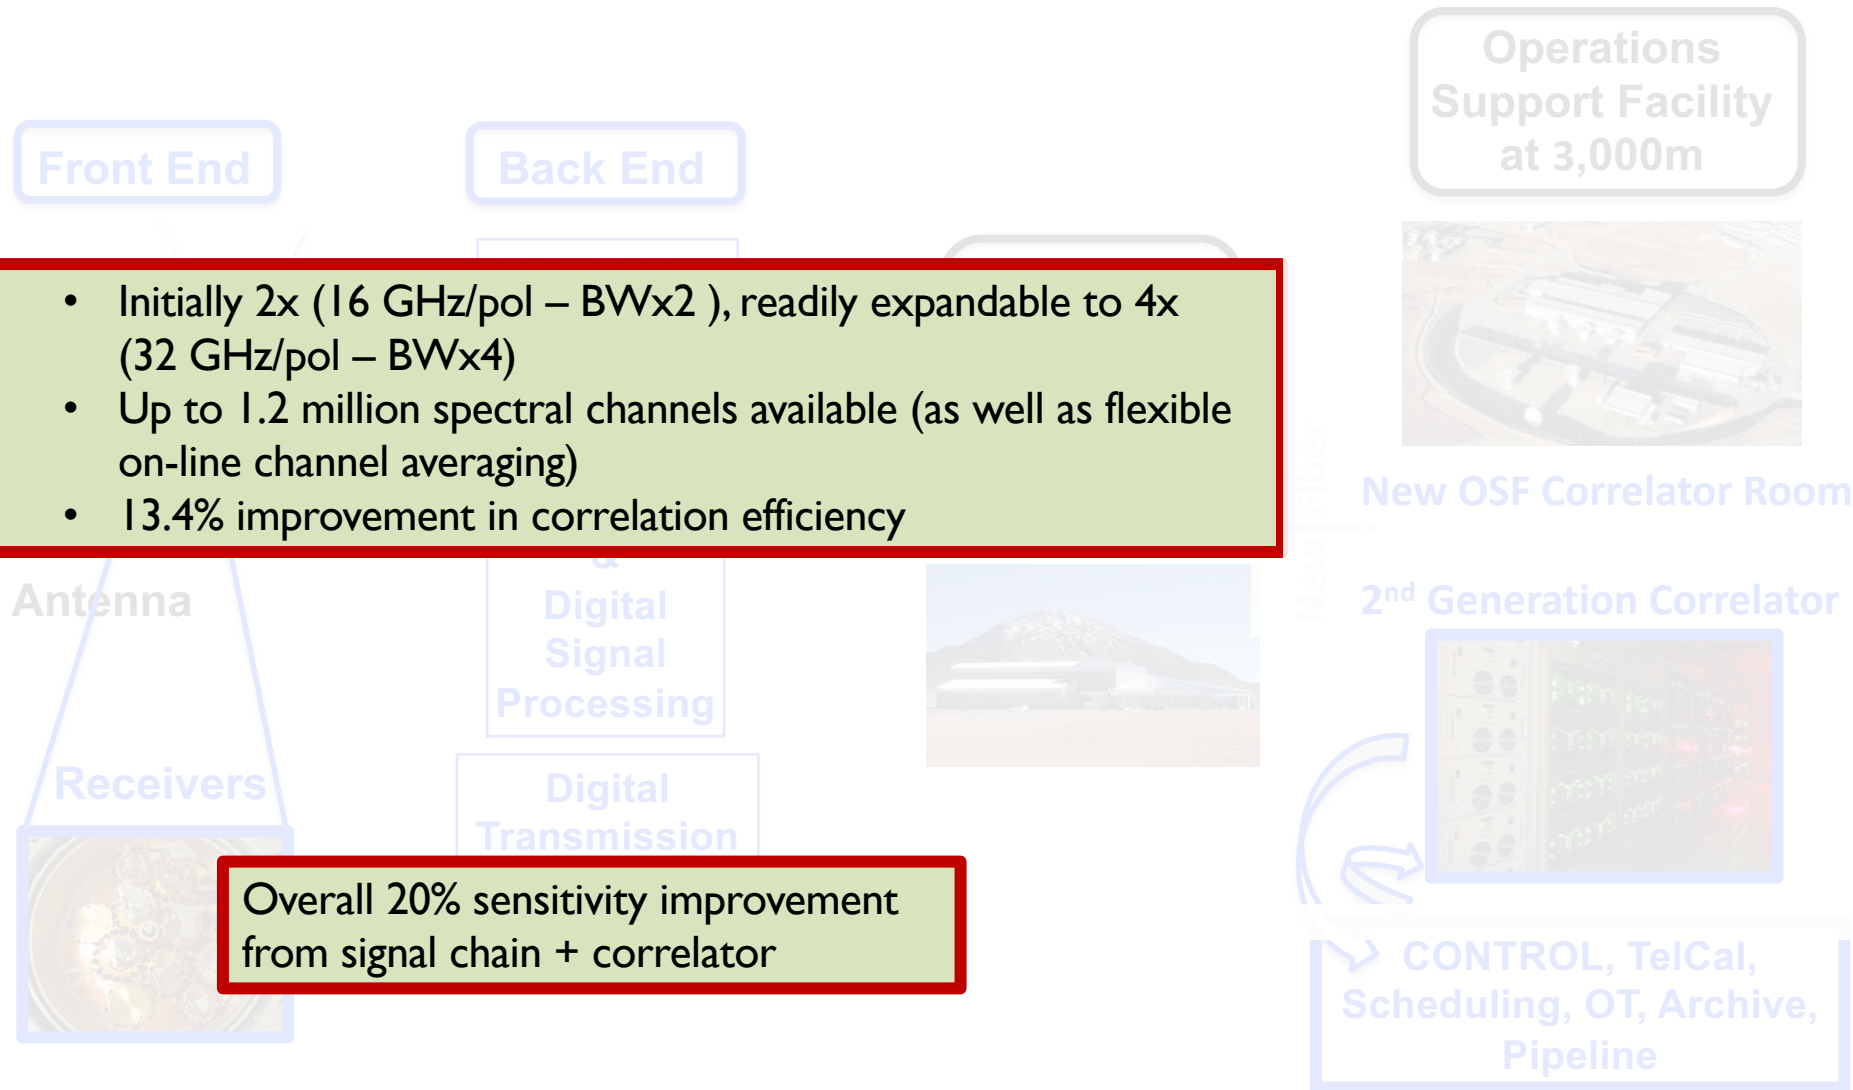 Operations
Support Facility
at 3,000m
Front End
Back End
• Initially 2x (16 GHz/pol – BWx2 ), readily expandable to 4x
(32 GHz/pol – BWx4)
• Up to 1.2 million spectral channels available (as well as flexible
on-line channel averaging)
• 13.4% improvement in correlation efficiency
New Fiber
New OSF Correlator Room
&
Digital
Signal
Processing
Antenna
2nd Generation Correlator
Receivers
Digital
Transmission
Overall 20% sensitivity improvement
from signal chain + correlator
CONTROL, TelCal,
Scheduling, OT, Archive,
Pipeline